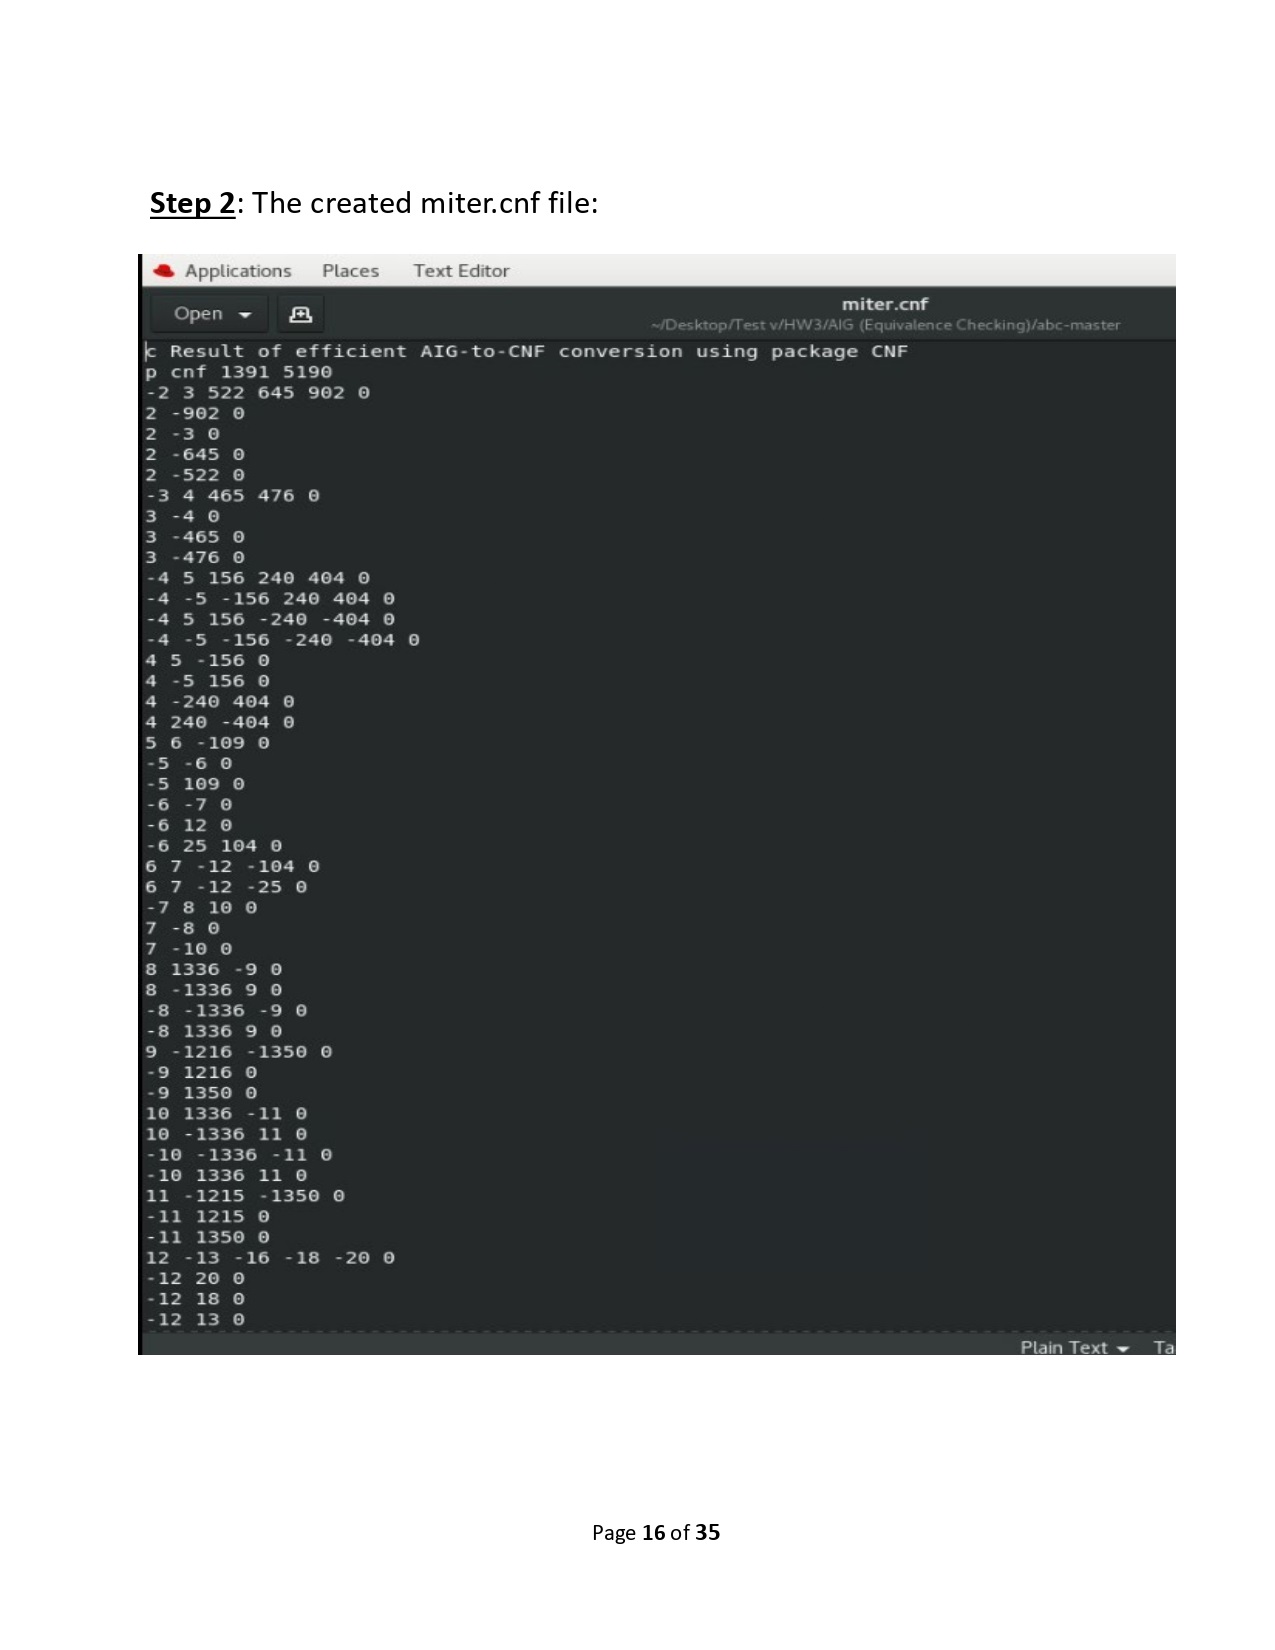 Step 2: The created miter.cnf file:
Applications Places Text Editor
Open
miter.cnf
~/Desktop/Test v/HW3/AIG (Equivalence Checking)/abc-master
c Result of efficient AIG-to-CNF conversion using package CNF
p cnf 1391 5190
-2 3 522 645 902 0
2 -902 0
2 -3 0
2 -645 0
2 -522 0
-3 4 465 476 0
3 -4 0
3 -465 0
3 -476 0
-4 5 156 240 404 0
-4 -5 -156 240 404 0
-4 5 156 -240 -404 0
-4 -5 -156 -240 -404 0
4 5 -156 0
4 -5 156 0
4 -240 404 0
4 240 -404 0
5 6 -109 0
-5 -6 0
-5 109 0
-6 -7 0
-6 12 0
-6 25 104 0
6 7 -12 -104 0
6 7 -12 -25 0
-7 8 10 0
7 -8 0
7 -10 0
8 1336 -9 0
8 -1336 9 0
-8 -1336 -9 0
-8 1336 9 0
9 -1216 -1350 0
-9 1216 0
-9 1350 0
10 1336 -11 0
10 -1336 11 0
-10 -1336 -11 0
-10 1336 11 0
11 -1215 -1350 0
-11 1215 0
-11 1350 0
12 -13 -16 -18 -20 0
-12 20 0
-12 18 0
-12 13 0
Plain Text Ta
Page 16 of 35